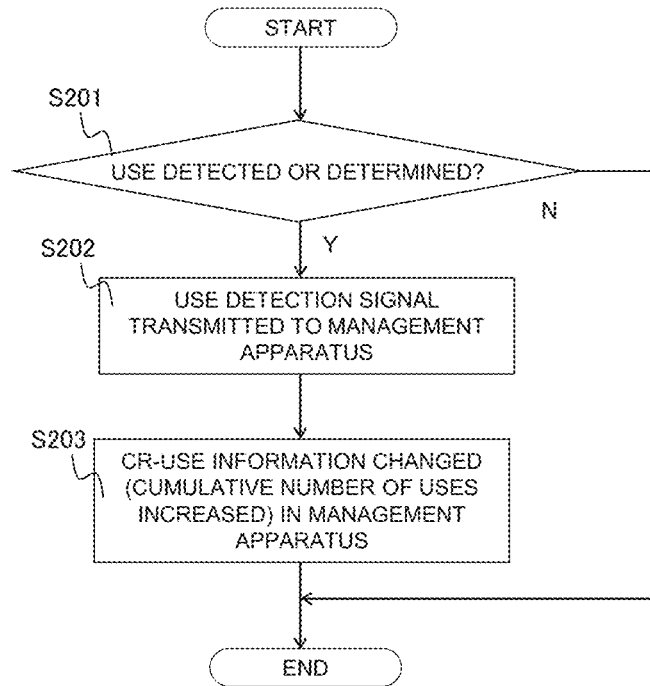 START
S201
USE DETECTED OR DETERMINED?
N
Y
S202
USE DETECTION SIGNAL
TRANSMITTED TO MANAGEMENT
APPARATUS
S203
CR-USE INFORMATION CHANGED
(CUMULATIVE NUMBER OF USES
INCREASED) IN MANAGEMENT
APPARATUS
END